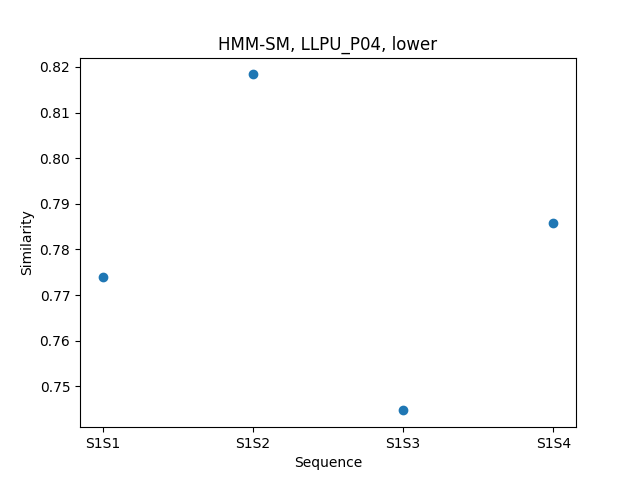 HMM-SM, LLPU_P04, lower
0.82
0.81
0.80
0.79
0.78
0.77
0.76
0.75
Similarity
S1S1 S1S2 S1S3 S1S4
Sequence